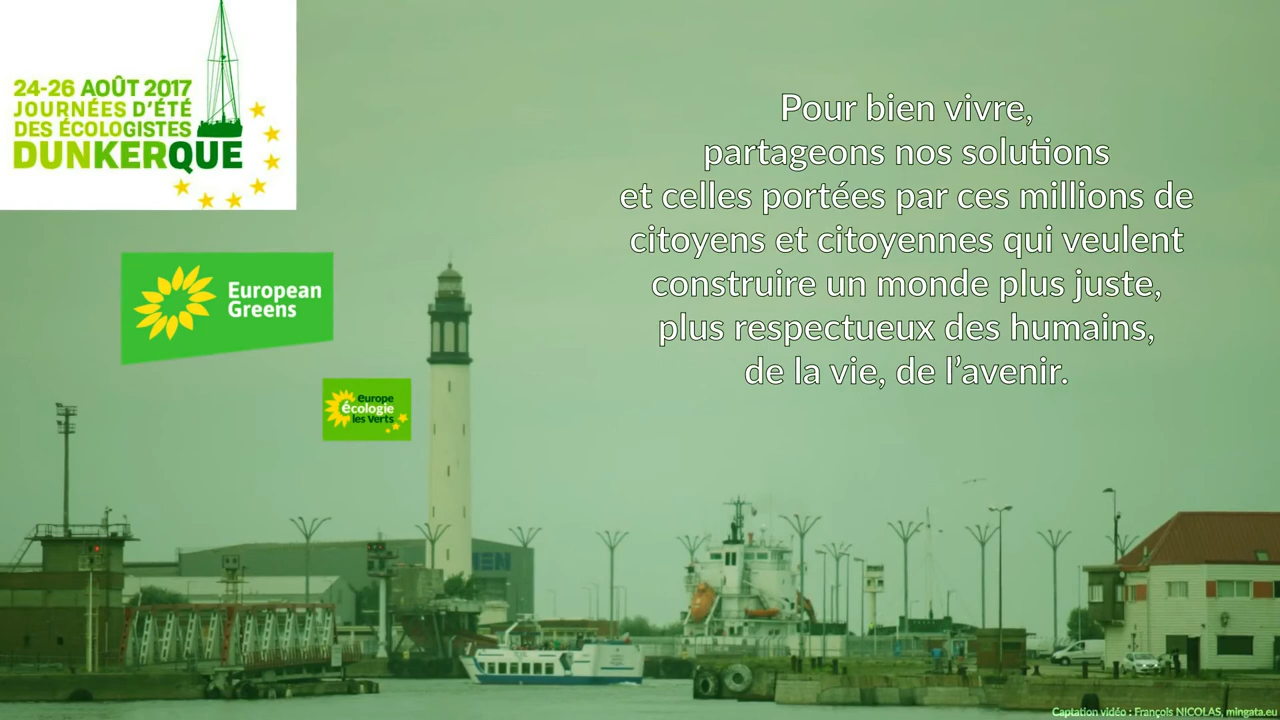 24-26 AOÛT 2017
JOURNÉES D'ÉTÉ
DES ÉCOLOGISTES
DUNKERQUE
Pour bien vivre,
partageons nos solutions
et celles portées par ces millions de
citoyens et citoyennes qui veulent
construire un monde plus juste,
plus respectueux des humains,
de la vie, de l’avenir.
European
Greens
europe
écologie
les Verts
Captation vidéo : François NICOLAS, mingata.eu